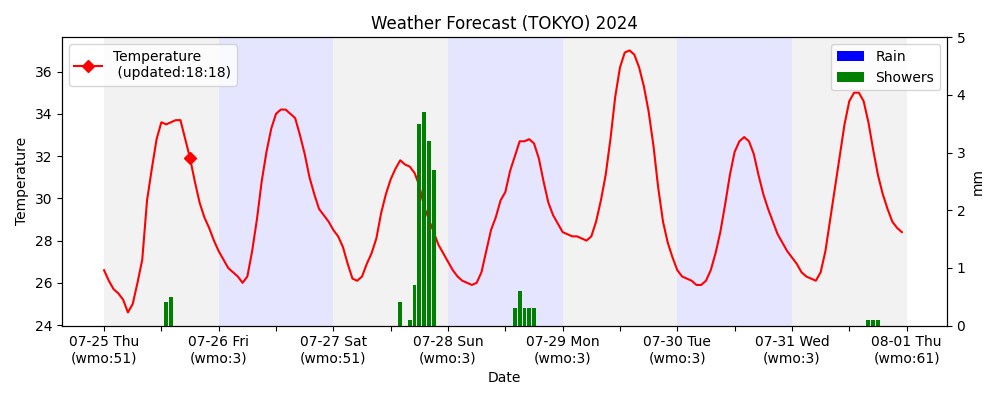 Weather Forecast (TOKYO) 2024
Temperature
(updated:18:18)
Rain
Showers
Temperature
36
34
32
30
28
26
24
5
4
3
2
1
0
mm
07-25 Thu
(wmo:51)
07-26 Fri
(wmo:3)
07-27 Sat
(wmo:51)
07-28 Sun
(wmo:3)
07-29 Mon
(wmo:3)
07-30 Tue
(wmo:3)
07-31 Wed
(wmo:3)
08-01 Thu
(wmo:61)
Date